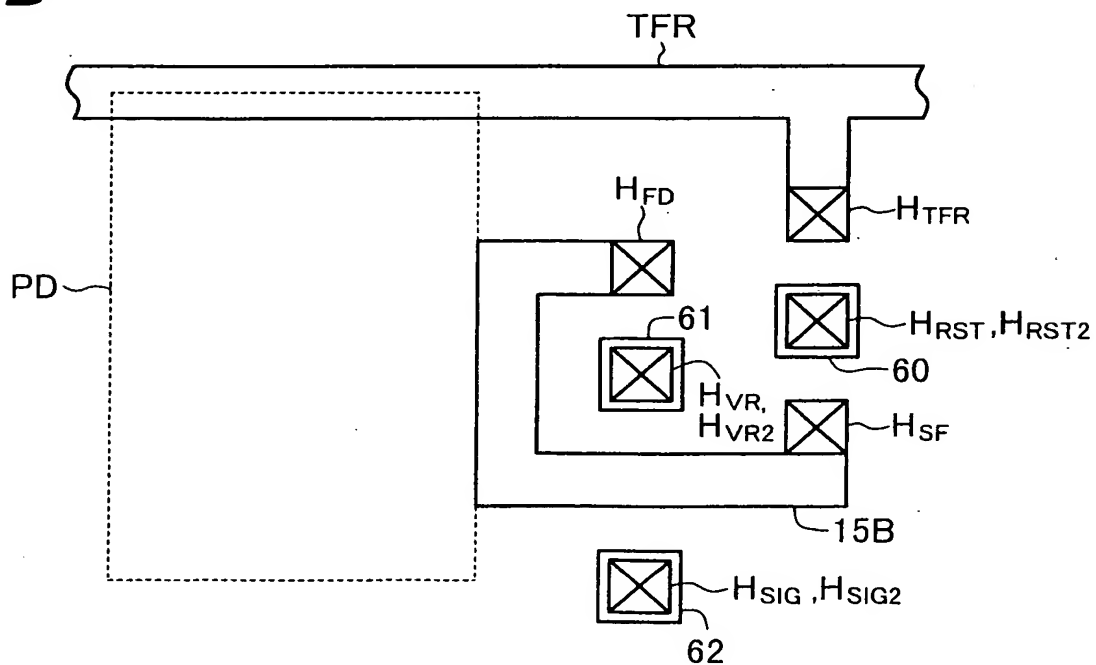 TFR
H_FD
H_TFR
PD
61
H_RST, H_RST2
60
H_VR,
H_VR2
H_SF
15B
H_SIG, H_SIG2
62